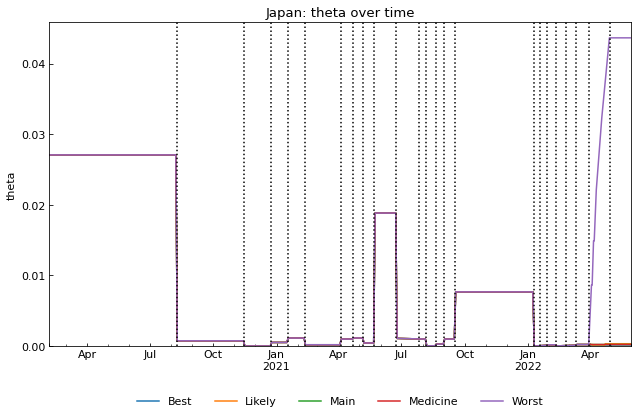 Japan: theta over time
theta
0.04
0.03
0.02
0.01
0.00
Apr Jul Oct Jan Apr Jul Oct Jan Apr
2021 2022
Best Likely Main Medicine Worst